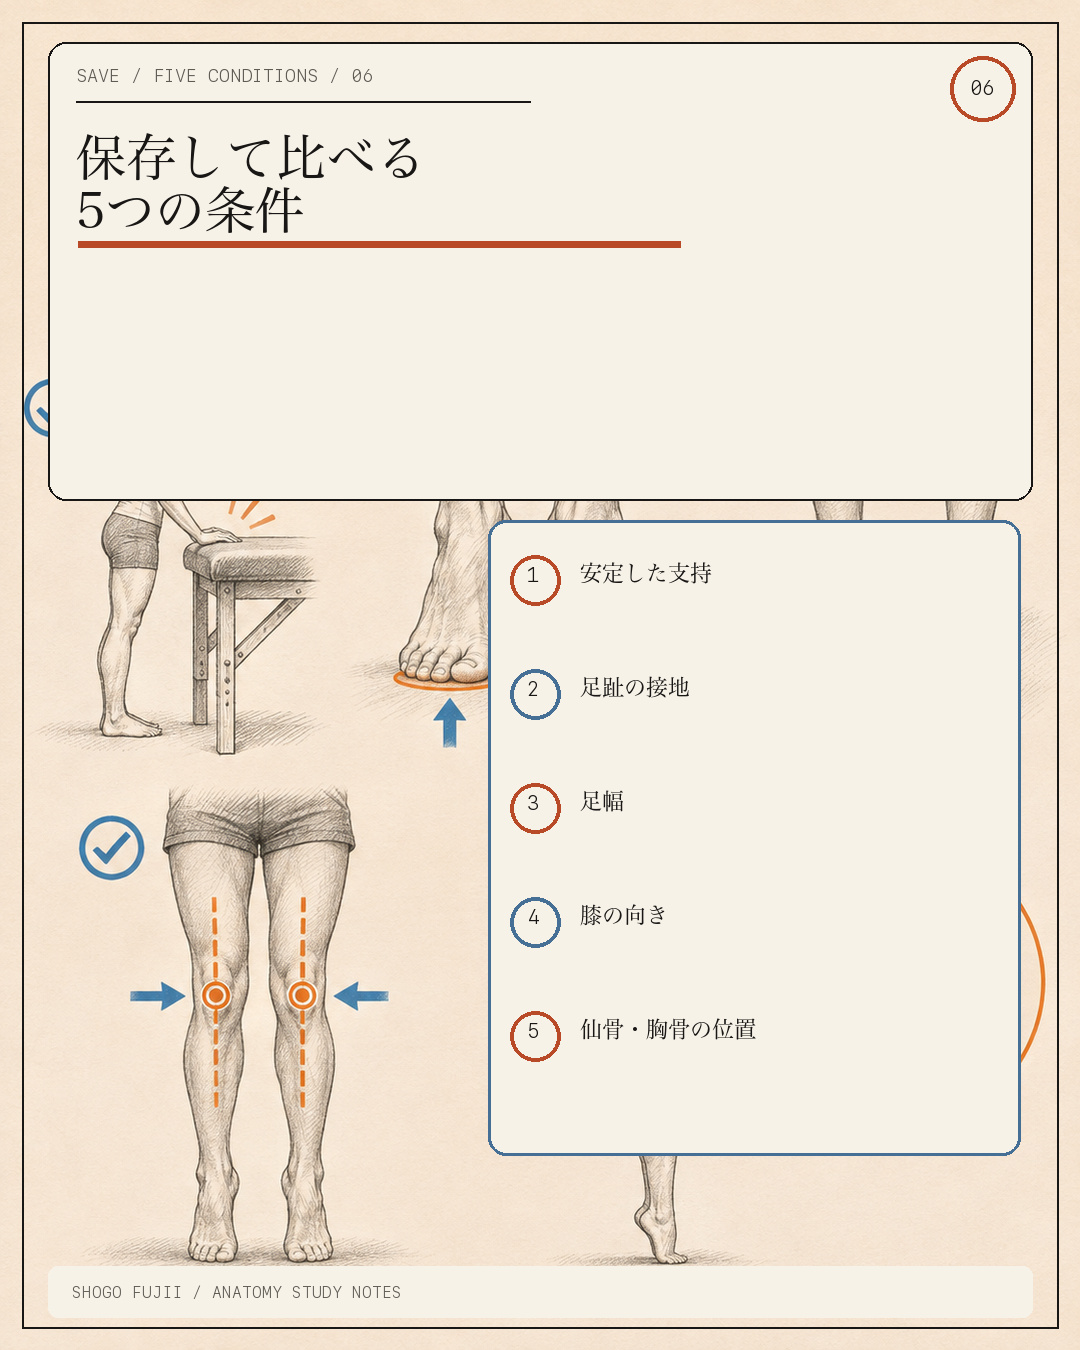 SAVE / FIVE CONDITIONS / 06
06
保存して比べる
5つの条件
1 安定した支持
2 足趾の接地
3 足幅
4 膝の向き
5 仙骨・胸骨の位置
SHOGO FUJII / ANATOMY STUDY NOTES